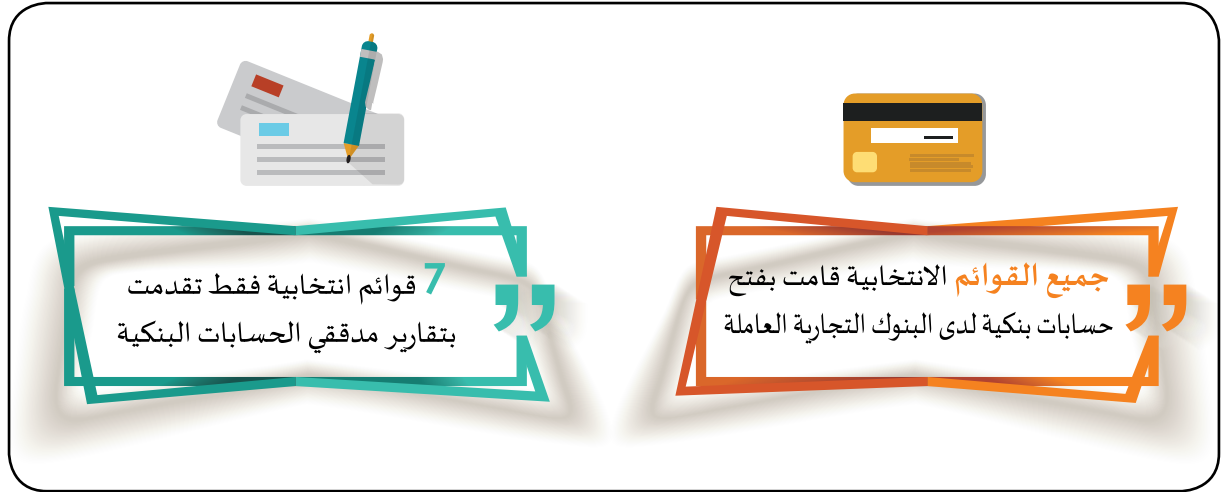 جميع القوائم الانتخابية قامت بفتح
حسابات بنكية لدى البنوك التجارية العاملة
7 قوائم انتخابية فقط تقدمت
بتقارير مدققي الحسابات البنكية